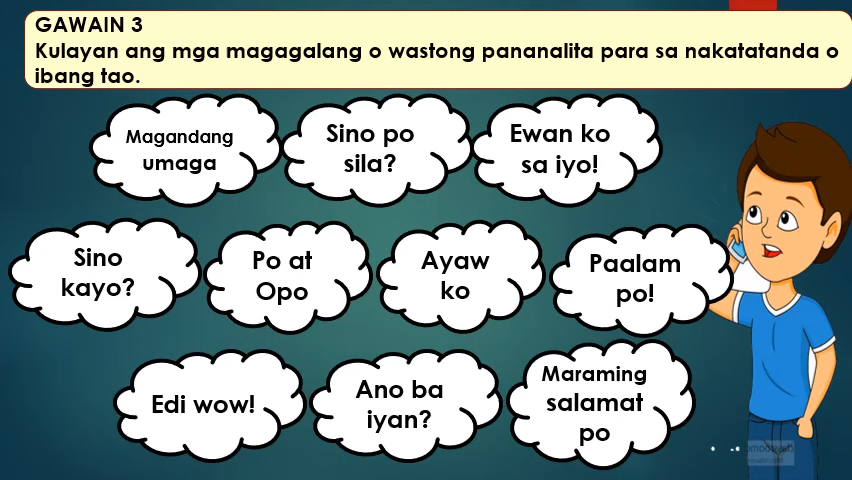 GAWAIN 3
Kulayan ang mga magagalang o wastong pananalita para sa nakatatanda o
ibang tao.
Magandang
umaga
Sino po
sila?
Ewan ko
sa iyo!
Sino
kayo?
Po at
Opo
Ayaw
ko
Paalam
po!
Edi wow!
Ano ba
iyan?
Maraming
salamat
po